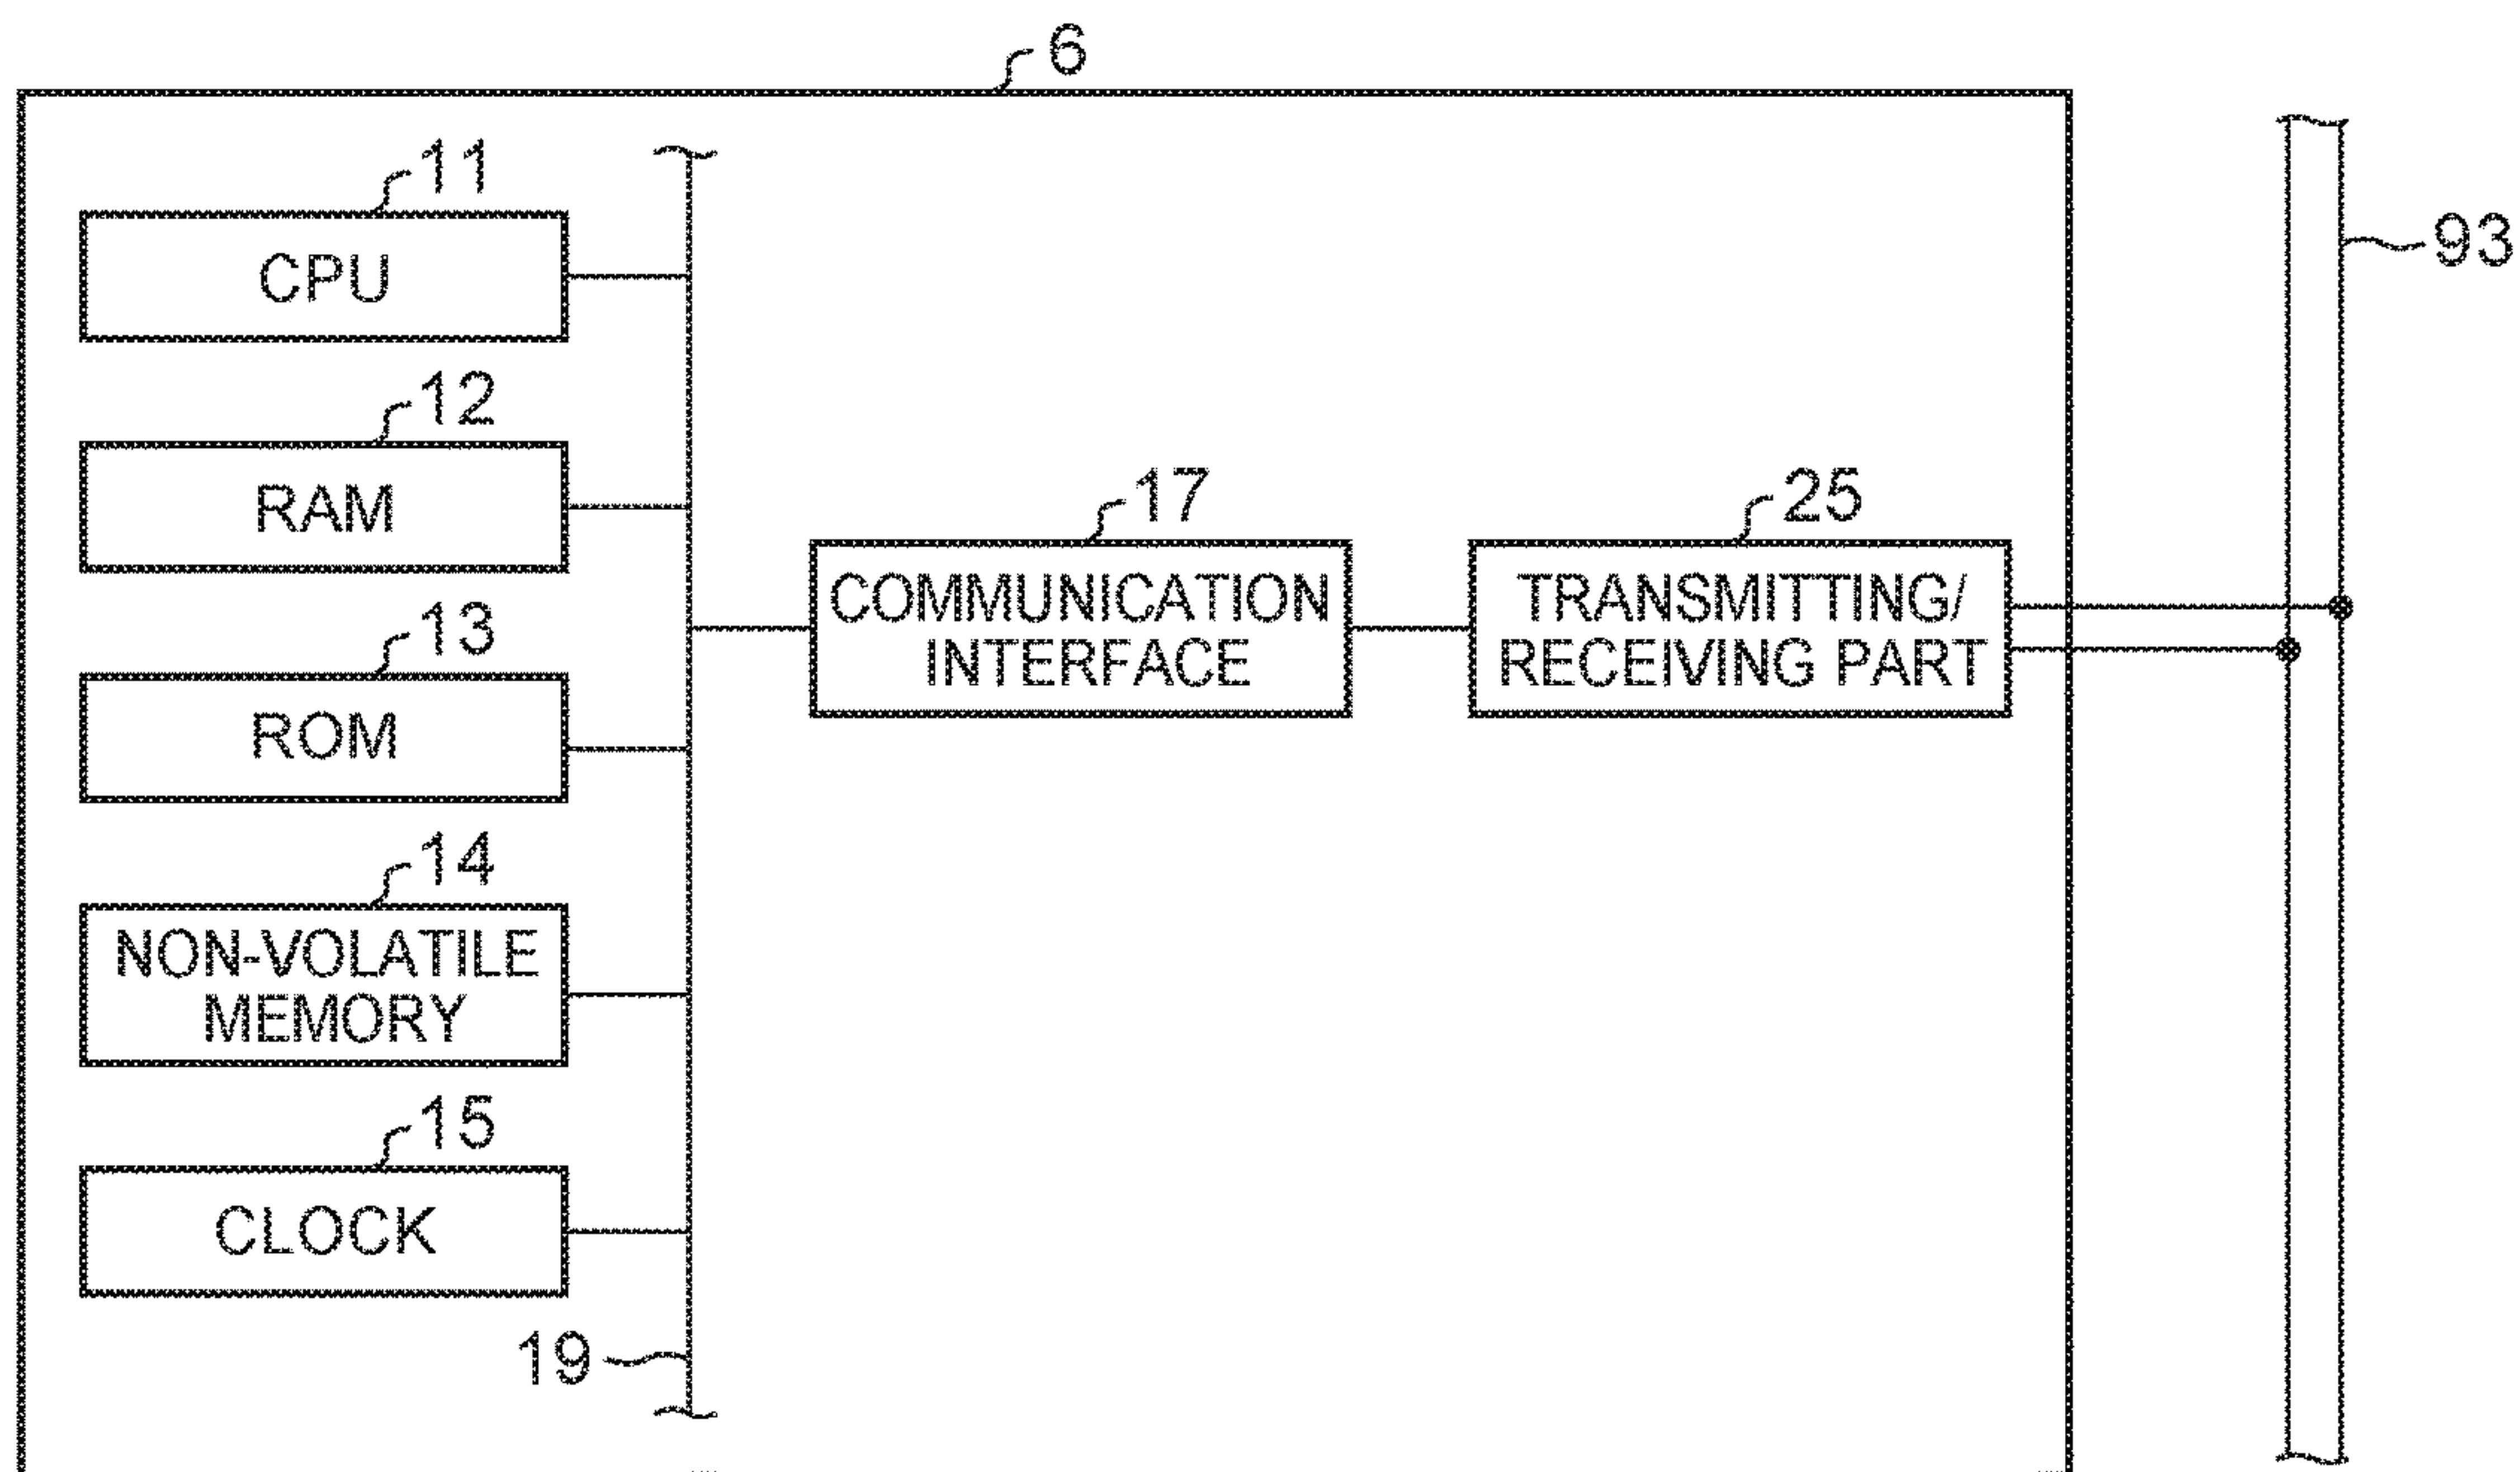 6
11
CPU
93
12
RAM
17
25
COMMUNICATION
INTERFACE
TRANSMITTING/
RECEIVING PART
13
ROM
14
NON-VOLATILE
MEMORY
15
CLOCK
19